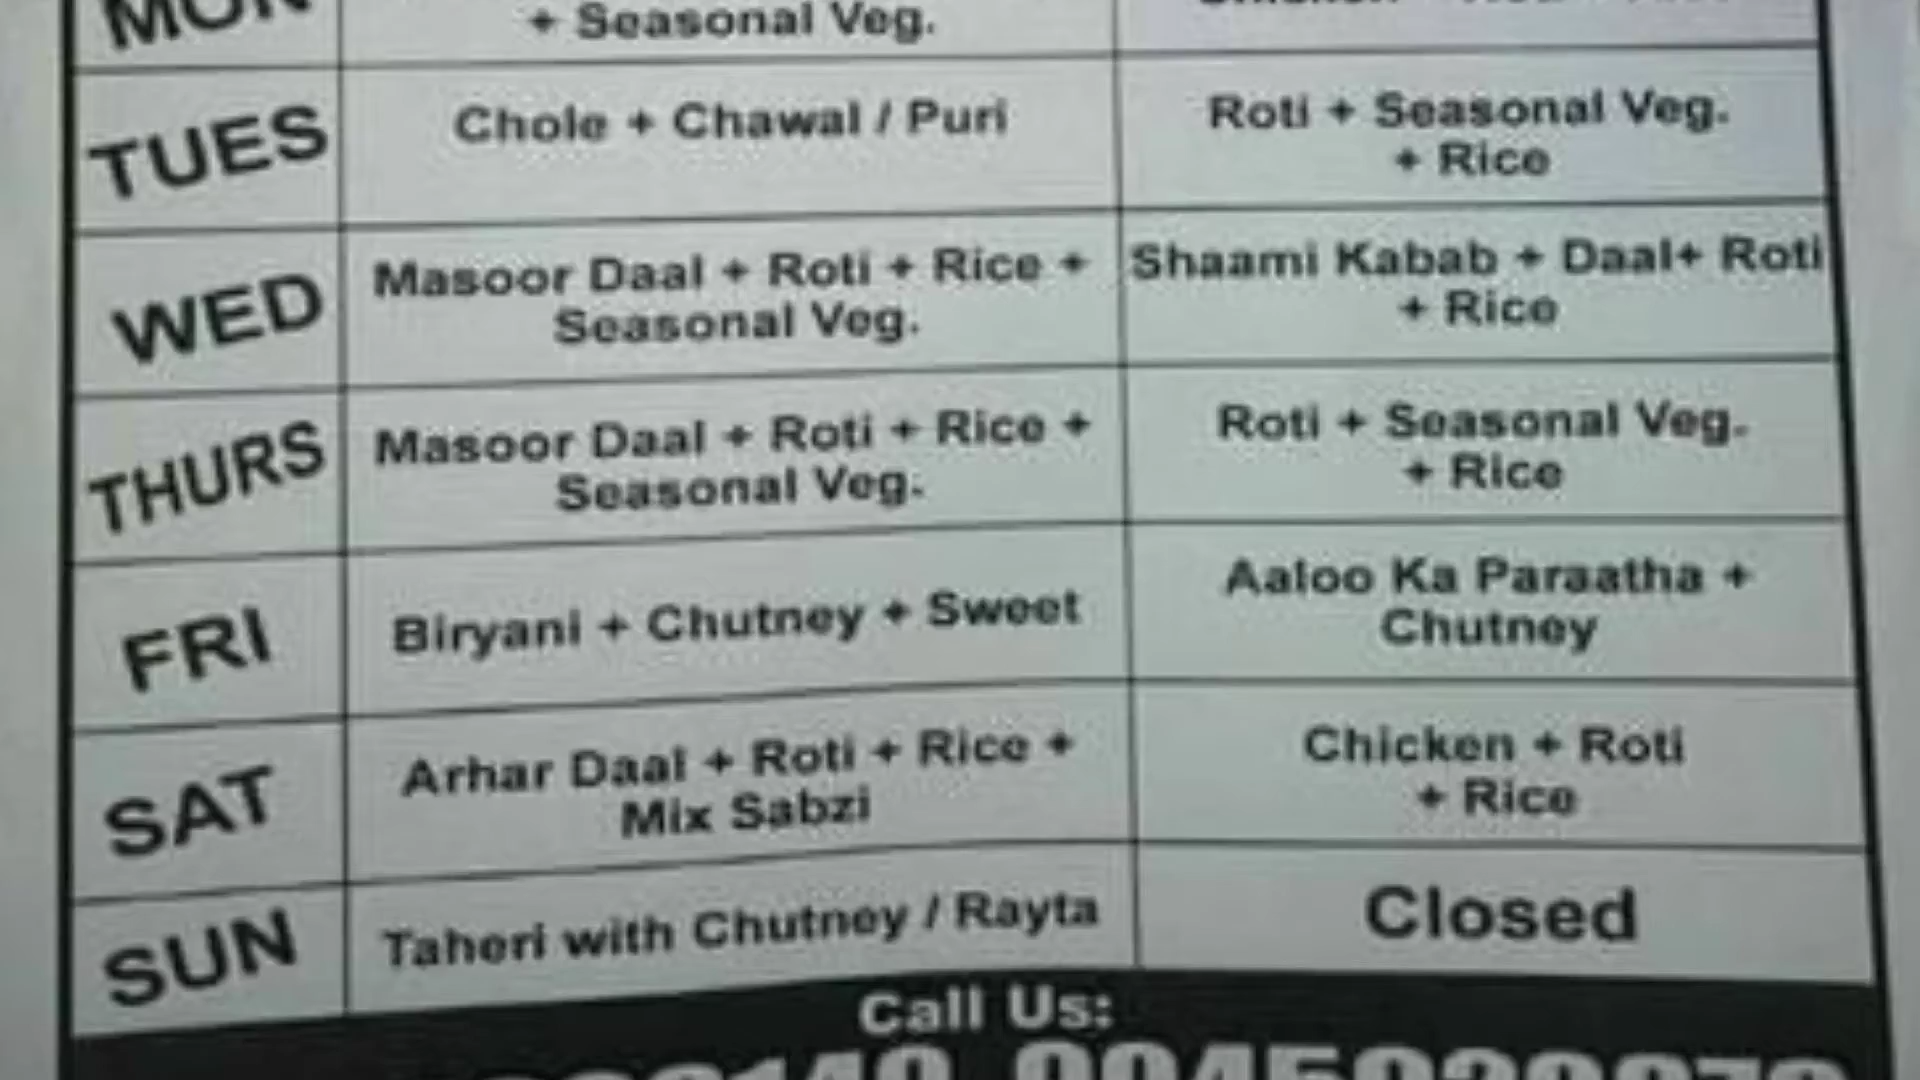 MON
+ Seasonal Veg.
TUES
Chole + Chawal / Puri
Roti + Seasonal Veg.
+ Rice
WED
Masoor Daal + Roti + Rice +
Seasonal Veg.
Shaami Kabab + Daal+ Roti
+ Rice
THURS
Masoor Daal + Roti + Rice +
Seasonal Veg.
Roti + Seasonal Veg.
+ Rice
FRI
Biryani + Chutney + Sweet
Aaloo Ka Paraatha +
Chutney
SAT
Arhar Daal + Roti + Rice +
Mix Sabzi
Chicken + Roti
+ Rice
SUN
Taheri with Chutney / Rayta
Closed
Call Us: